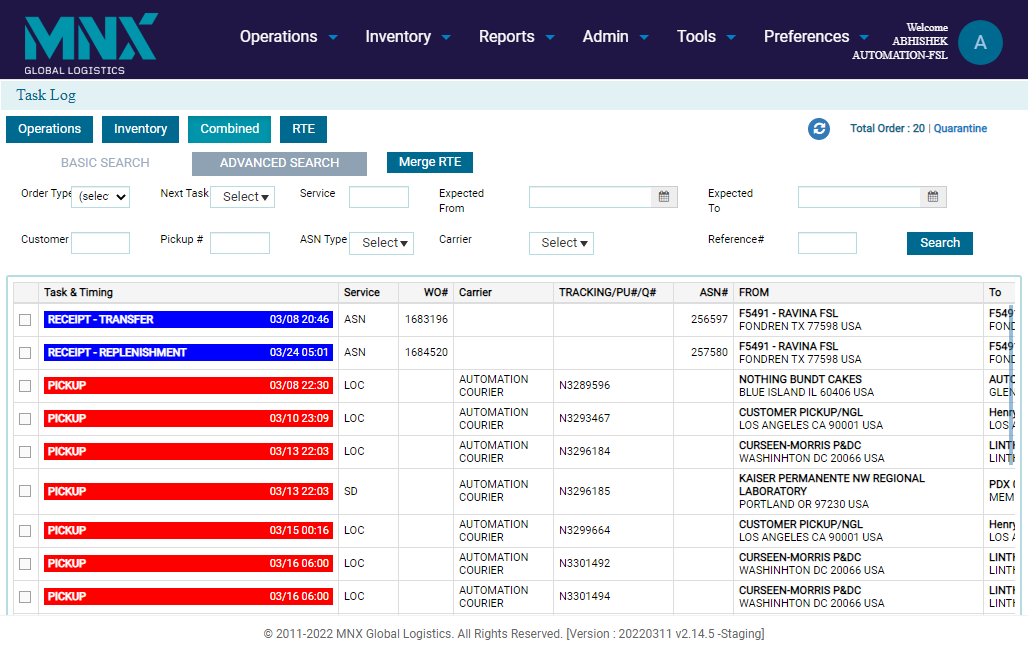 MNX
GLOBAL LOGISTICS
Operations Inventory Reports Admin Tools Preferences
Welcome
ABHISHEK
AUTOMATION-FSL
A
Task Log
Operations Inventory Combined RTE
Total Order : 20 | Quarantine
BASIC SEARCH ADVANCED SEARCH Merge RTE
Order Type (selec Next Task Select Service Expected From Expected To
Customer Pickup # ASN Type Select Carrier Select Reference# Search
Task & Timing Service WO# Carrier TRACKING/PU#/Q# ASN# FROM To
RECEIPT - TRANSFER 03/08 20:46 ASN 1683196 256597 F5491 - RAVINA FSL F549
FONDREN TX 77598 USA FOND
RECEIPT - REPLENISHMENT 03/24 05:01 ASN 1684520 257580 F5491 - RAVINA FSL F549
FONDREN TX 77598 USA FOND
PICKUP 03/08 22:30 LOC AUTOMATION COURIER N3289596 NOTHING BUNDT CAKES AUTO
BLUE ISLAND IL 60406 USA GLEN
PICKUP 03/10 23:09 LOC AUTOMATION COURIER N3293467 CUSTOMER PICKUP/NGL Henry
LOS ANGELES CA 90001 USA LOS A
PICKUP 03/13 22:03 LOC AUTOMATION COURIER N3296184 CURSEEN-MORRIS P&DC LINTH
WASHINHTON DC 20066 USA LINTH
PICKUP 03/13 22:03 SD AUTOMATION COURIER N3296185 KAISER PERMANENTE NW REGIONAL
LABORATORY PDX
PORTLAND OR 97230 USA MEM
PICKUP 03/15 00:16 LOC AUTOMATION COURIER N3299664 CUSTOMER PICKUP/NGL Henry
LOS ANGELES CA 90001 USA LOS A
PICKUP 03/16 06:00 LOC AUTOMATION COURIER N3301492 CURSEEN-MORRIS P&DC LINTH
WASHINHTON DC 20066 USA LINTH
PICKUP 03/16 06:00 LOC AUTOMATION COURIER N3301494 CURSEEN-MORRIS P&DC LINTH
WASHINHTON DC 20066 USA LINTH
© 2011-2022 MNX Global Logistics. All Rights Reserved. [Version : 20220311 v2.14.5 -Staging]